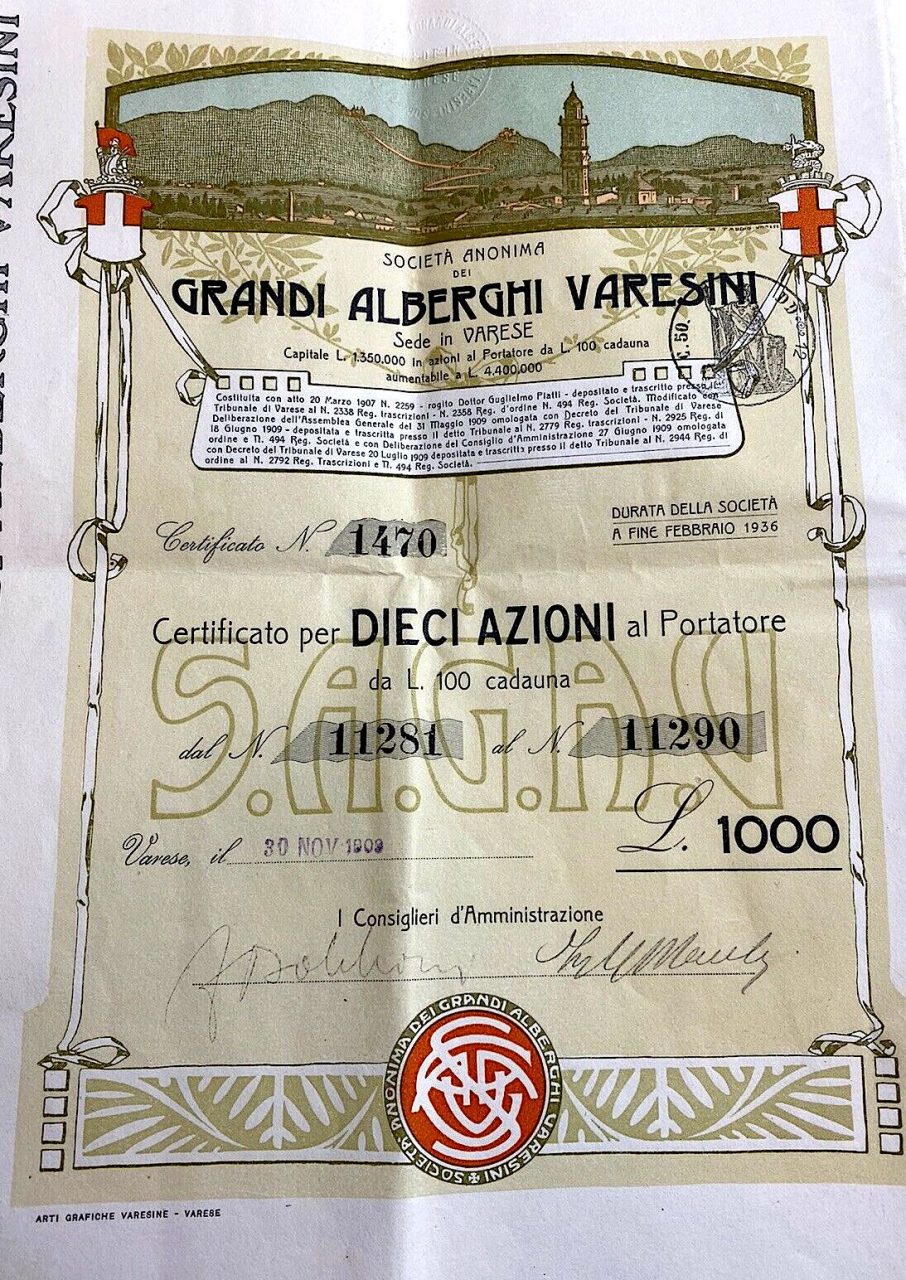 SOCIETÀ ANONIMA
DEI
GRANDI ALBERGHI VARESINI
Sede in VARESE
Capitale L. 1.350.000 in azioni al Portatore da L. 100 cadauna
aumentabile a L. 4.400.000
C. 50.
Costituita con atto 20 Marzo 1907 N. 2259 - rogito Dottor Guglielmo Piatti - depositato e trascritto presso il
Tribunale di Varese al N. 2338 Reg. trascrizioni - N. 2358 Reg. d'ordine N. 494 Reg. Società. Modificato con
Deliberazione dell'Assemblea Generale del 31 Maggio 1909 omologata con Decreto del Tribunale di Varese
18 Giugno 1909 - depositata e trascritta presso il detto Tribunale al N. 2779 Reg. trascrizioni - N. 2925 Reg. di
ordine e N. 494 Reg. Società e con Deliberazione del Consiglio d'Amministrazione 27 Giugno 1909 omologata
con Decreto del Tribunale di Varese 20 Luglio 1909 depositata e trascritta presso il detto Tribunale al N. 2944 Reg. di
ordine al N. 2792 Reg. Trascrizioni e N. 494 Reg. Società.
DURATA DELLA SOCIETÀ
A FINE FEBBRAIO 1936
Certificato N. 1470
Certificato per DIECI AZIONI al Portatore
da L. 100 cadauna
S.A.G.A.V
dal N. 11281 al N. 11290
L. 1000
Varese, il 30 NOV 1909
I Consiglieri d'Amministrazione
SOCIETÀ ANONIMA DEI GRANDI ALBERGHI VARESINI
ARTI GRAFICHE VARESINE - VARESE